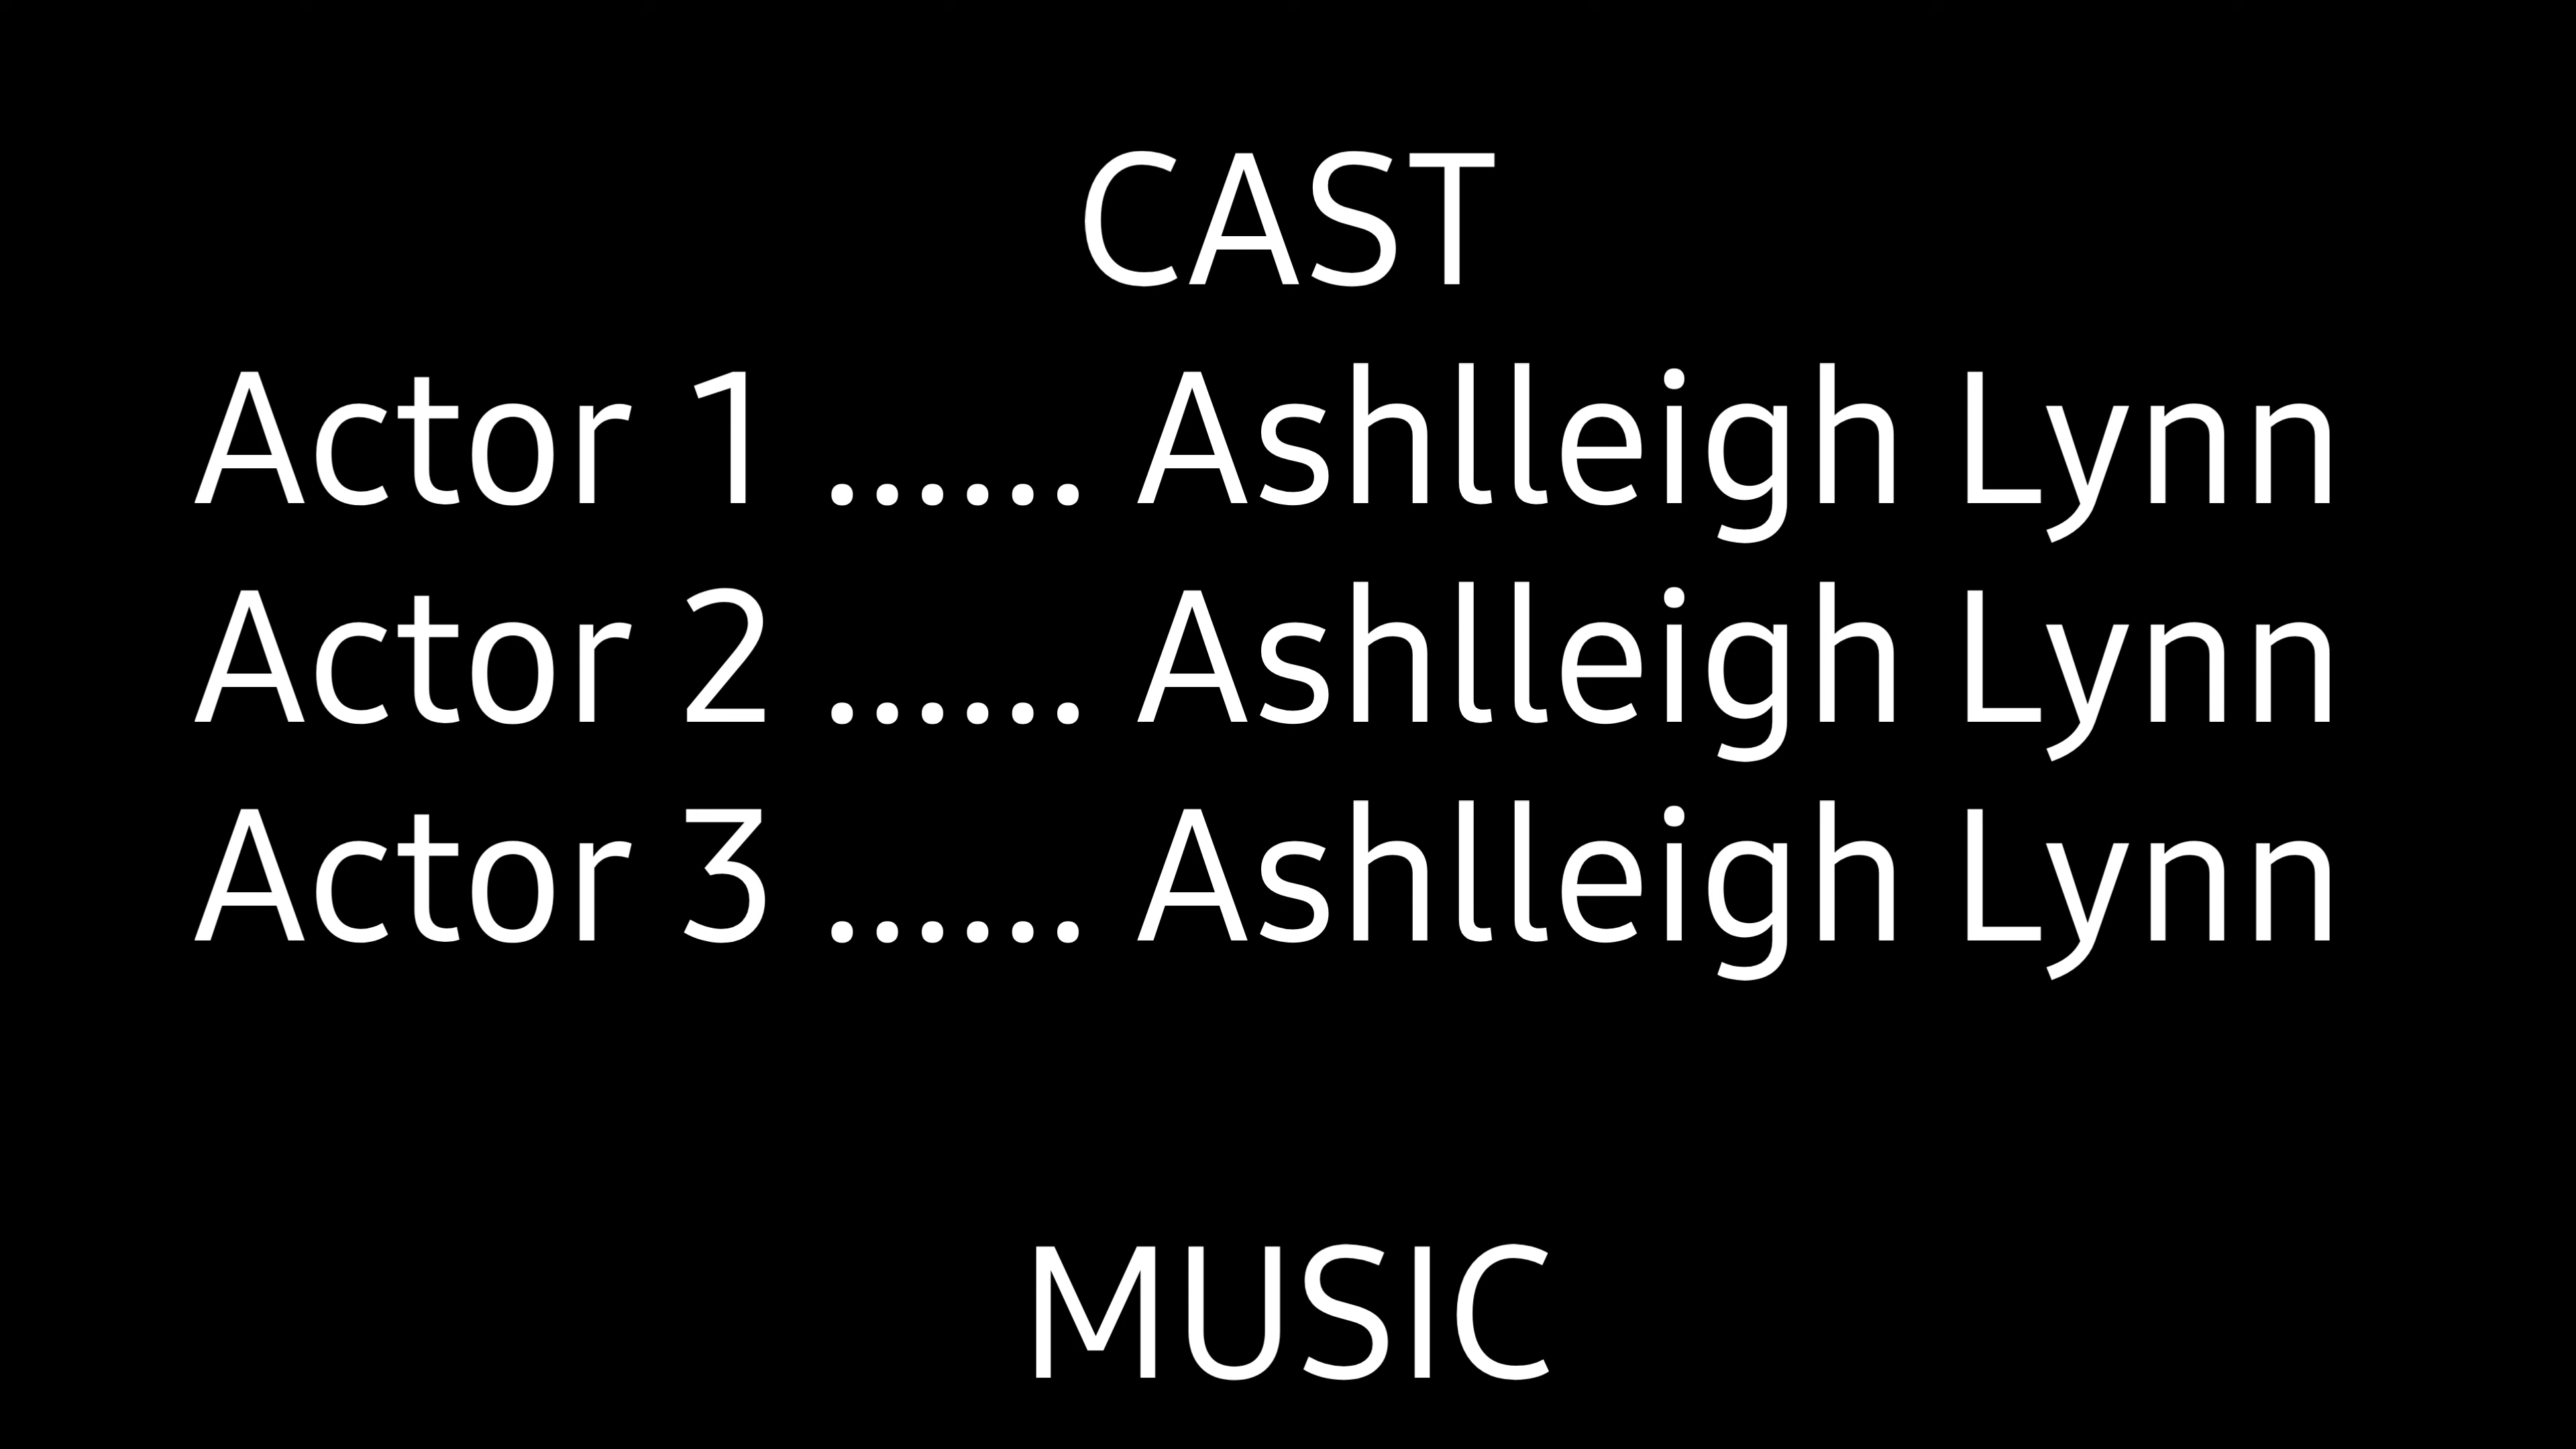 CAST
Actor 1 ...... Ashlleigh Lynn
Actor 2 ...... Ashlleigh Lynn
Actor 3 ...... Ashlleigh Lynn
MUSIC